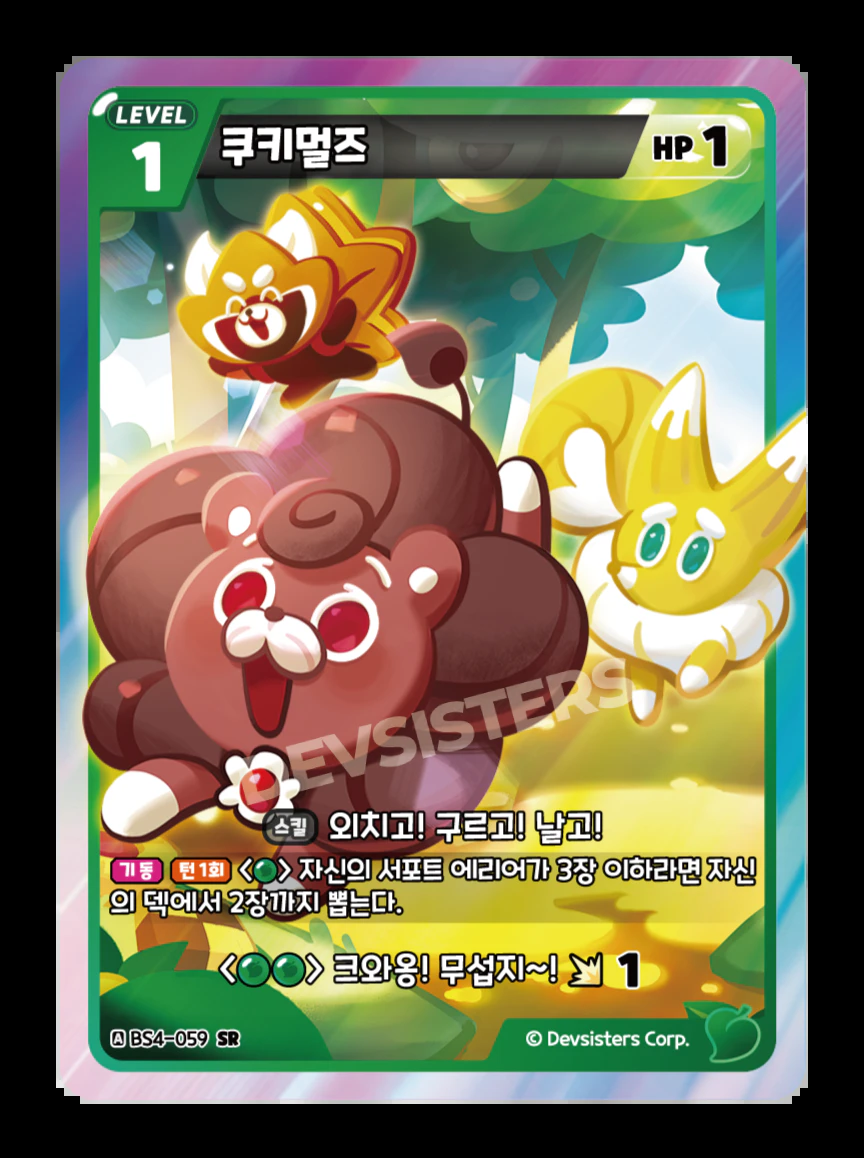 LEVEL
1
쿠키멀즈
HP 1
DEVSISTERS
스킬 외치고! 구르고! 날고!
기동 턴1회 < > 자신의 서포트 에리어가 3장 이하라면 자신
의 덱에서 2장까지 뽑는다.
< > 크와옹! 무섭지~! 1
A BS4-059 SR
© Devsisters Corp.